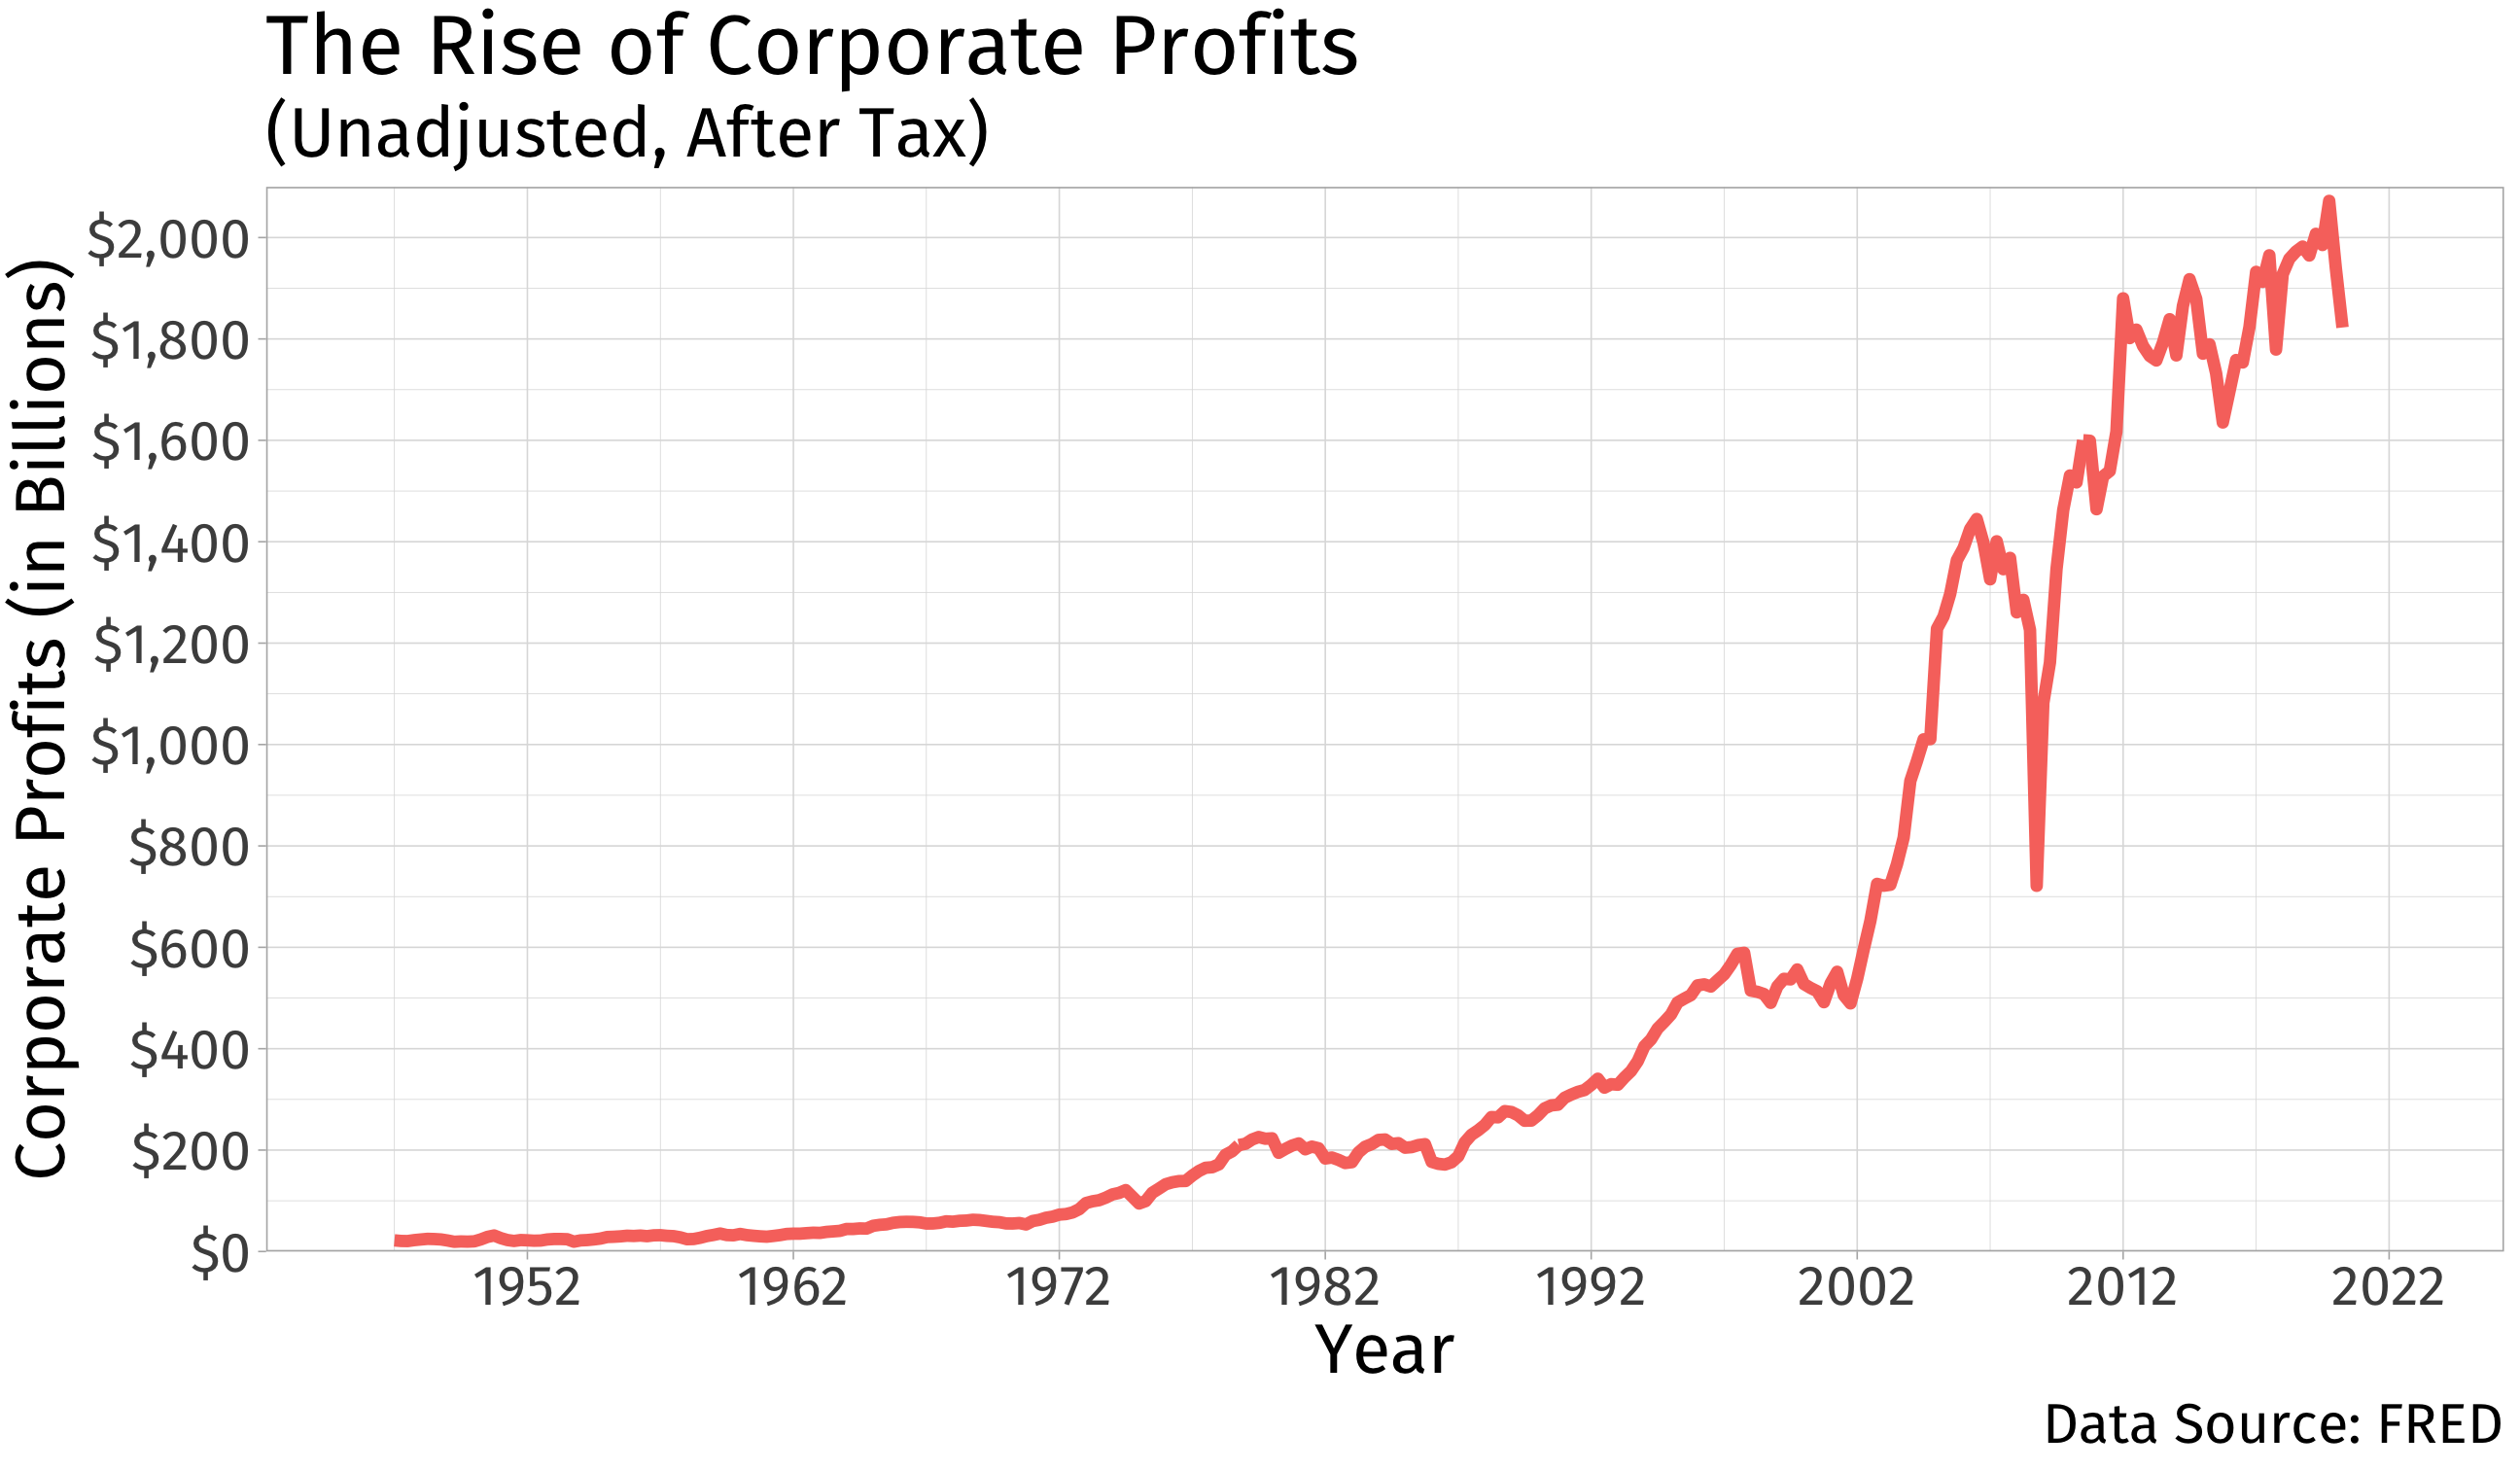 The Rise of Corporate Profits
(Unadjusted, After Tax)
Corporate Profits (in Billions)
$2,000
$1,800
$1,600
$1,400
$1,200
$1,000
$800
$600
$400
$200
$0
1952 1962 1972 1982 1992 2002 2012 2022
Year
Data Source: FRED